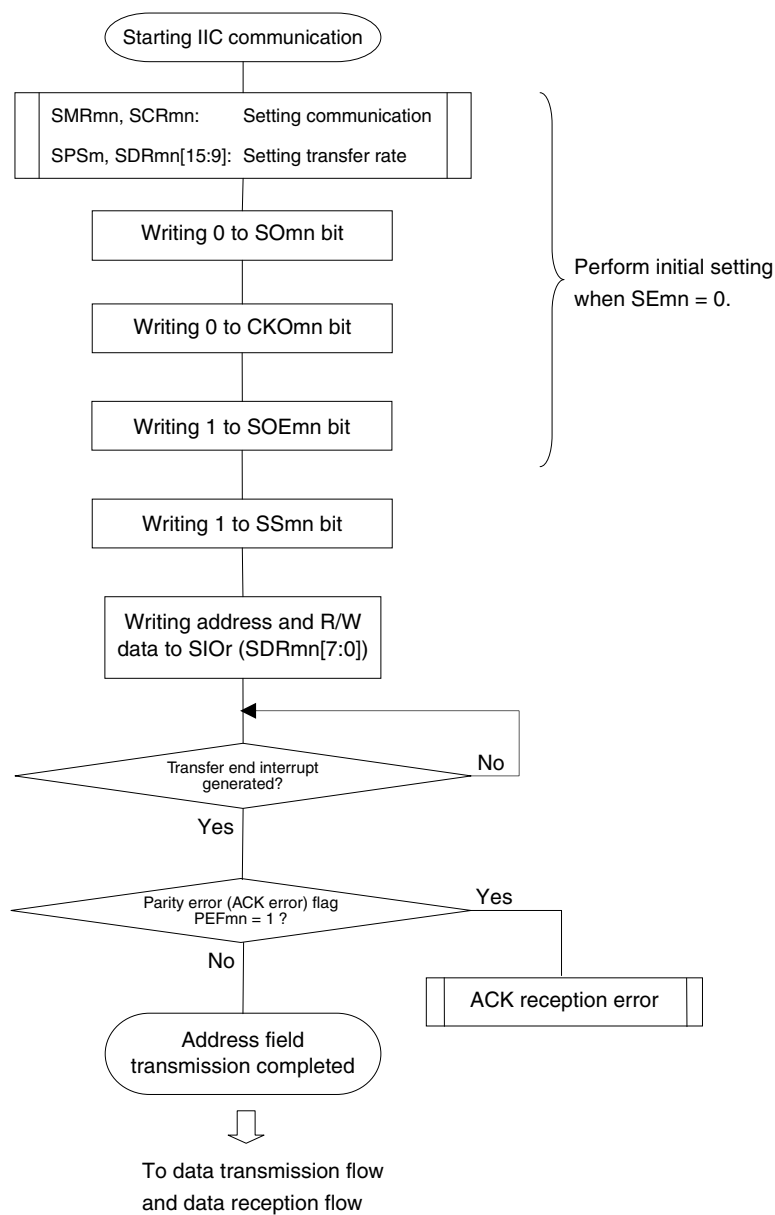 Starting IIC communication
SMRmn, SCRmn: Setting communication
SPSm, SDRmn[15:9]: Setting transfer rate
Writing 0 to SOmn bit
Perform initial setting
when SEmn = 0.
Writing 0 to CKOmn bit
Writing 1 to SOEmn bit
Writing 1 to SSmn bit
Writing address and R/W
data to SIOr (SDRmn[7:0])
Transfer end interrupt
generated?
No
Yes
Parity error (ACK error) flag
PEFmn = 1 ?
Yes
No
ACK reception error
Address field
transmission completed
To data transmission flow
and data reception flow